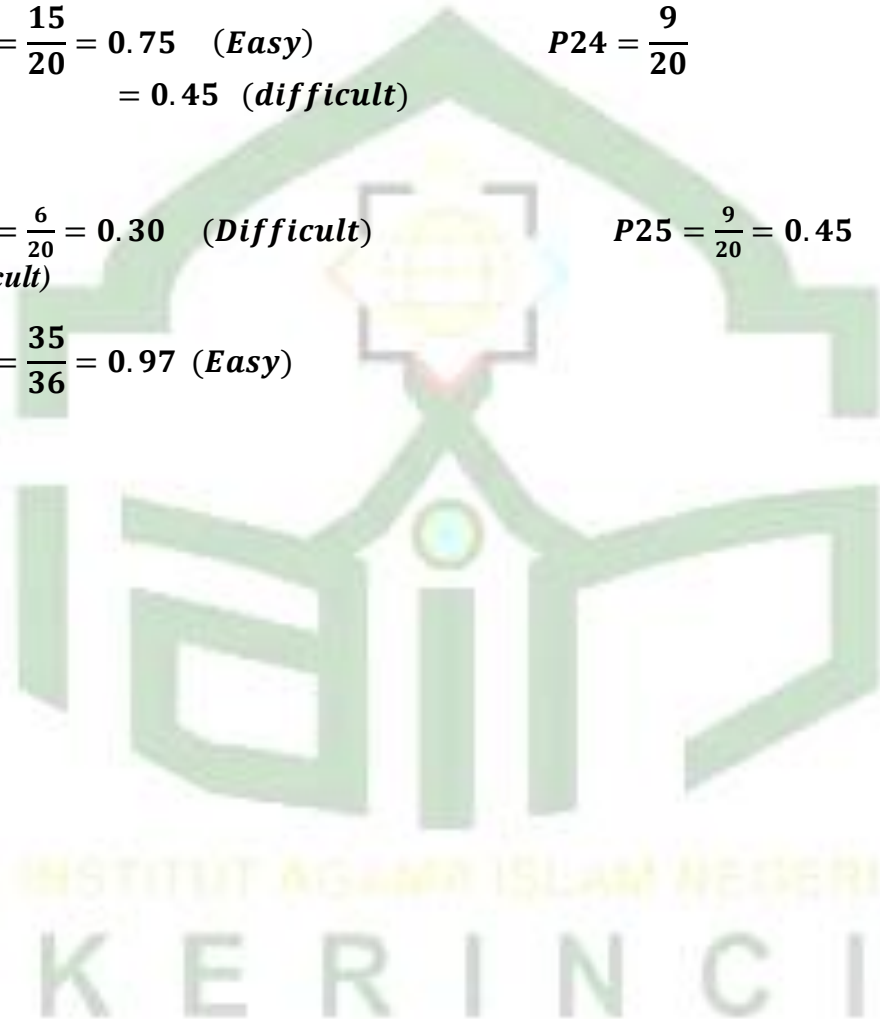 = 15/20 = 0.75 (Easy) P24 = 9/20
= 0.45 (difficult)
= 6/20 = 0.30 (Difficult) P25 = 9/20 = 0.45
cult)
= 35/36 = 0.97 (Easy)
INSTITUT AGAMA ISLAM NEGERI
K E R I N C I